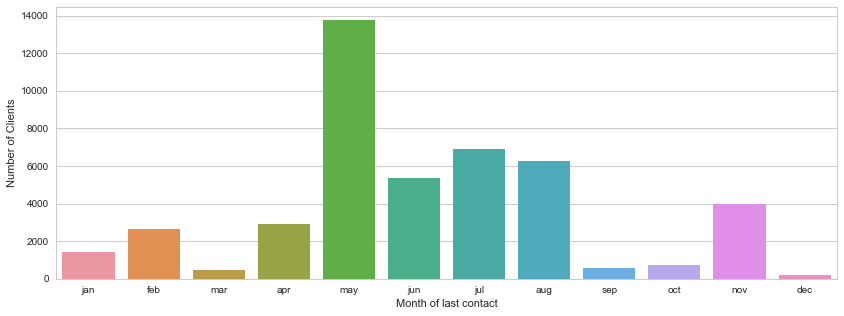 14000
12000
10000
8000
6000
4000
2000
0
Number of Clients
jan feb mar apr may jun jul aug sep oct nov dec
Month of last contact